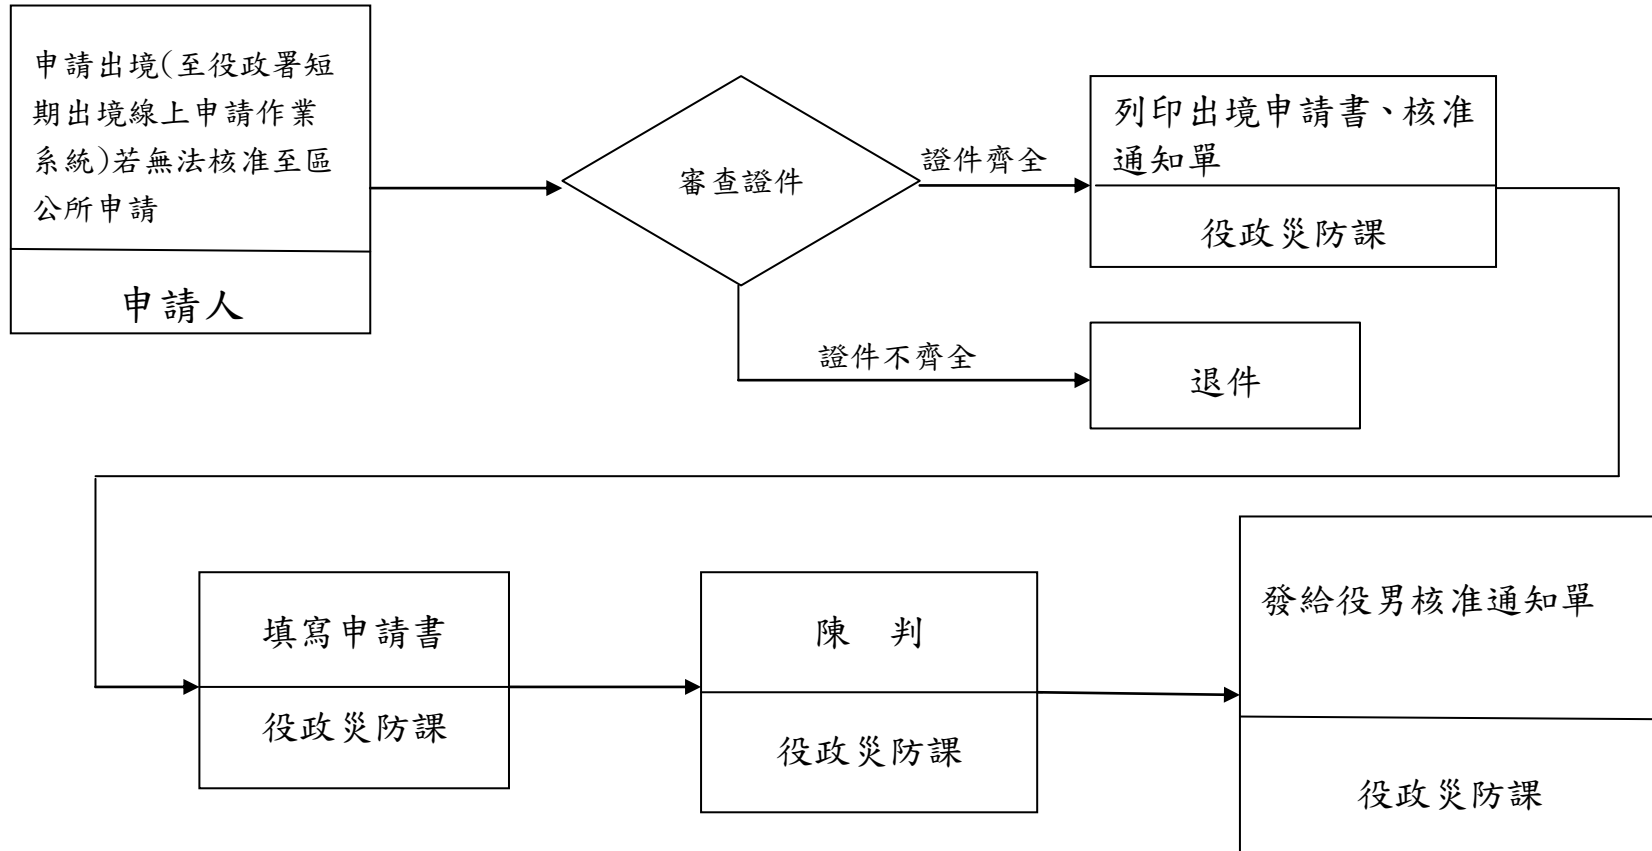 申請出境(至役政署短
期出境線上申請作業
系統)若無法核准至區
公所申請
申請人
審查證件
證件齊全
列印出境申請書、核准
通知單
役政災防課
證件不齊全
退件
填寫申請書
役政災防課
陳 判
役政災防課
發給役男核准通知單
役政災防課